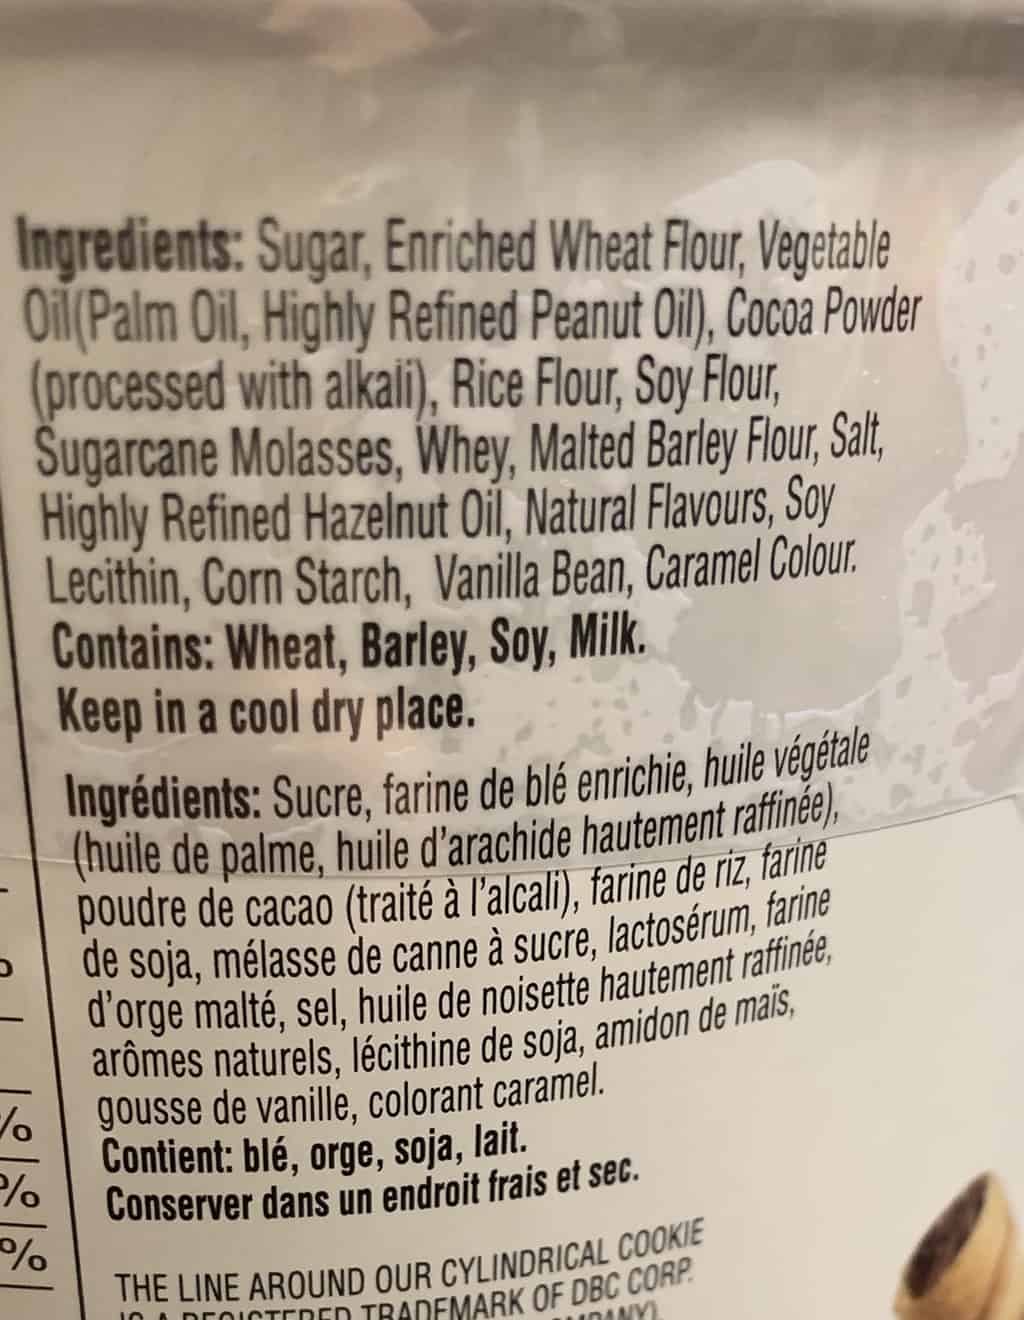 Ingredients: Sugar, Enriched Wheat Flour, Vegetable
Oil(Palm Oil, Highly Refined Peanut Oil), Cocoa Powder
(processed with alkali), Rice Flour, Soy Flour,
Sugarcane Molasses, Whey, Malted Barley Flour, Salt,
Highly Refined Hazelnut Oil, Natural Flavours, Soy
Lecithin, Corn Starch, Vanilla Bean, Caramel Colour.
Contains: Wheat, Barley, Soy, Milk.
Keep in a cool dry place.
Ingrédients: Sucre, farine de blé enrichie, huile végétale
(huile de palme, huile d'arachide hautement raffinée),
poudre de cacao (traité à l'alcali), farine de riz, farine
de soja, mélasse de canne à sucre, lactosérum, farine
d'orge malté, sel, huile de noisette hautement raffinée,
arômes naturels, lécithine de soja, amidon de maïs,
gousse de vanille, colorant caramel.
Contient: blé, orge, soja, lait.
Conserver dans un endroit frais et sec.
%
%
%
THE LINE AROUND OUR CYLINDRICAL COOKIE
IS A REGISTERED TRADEMARK OF DBC CORP.